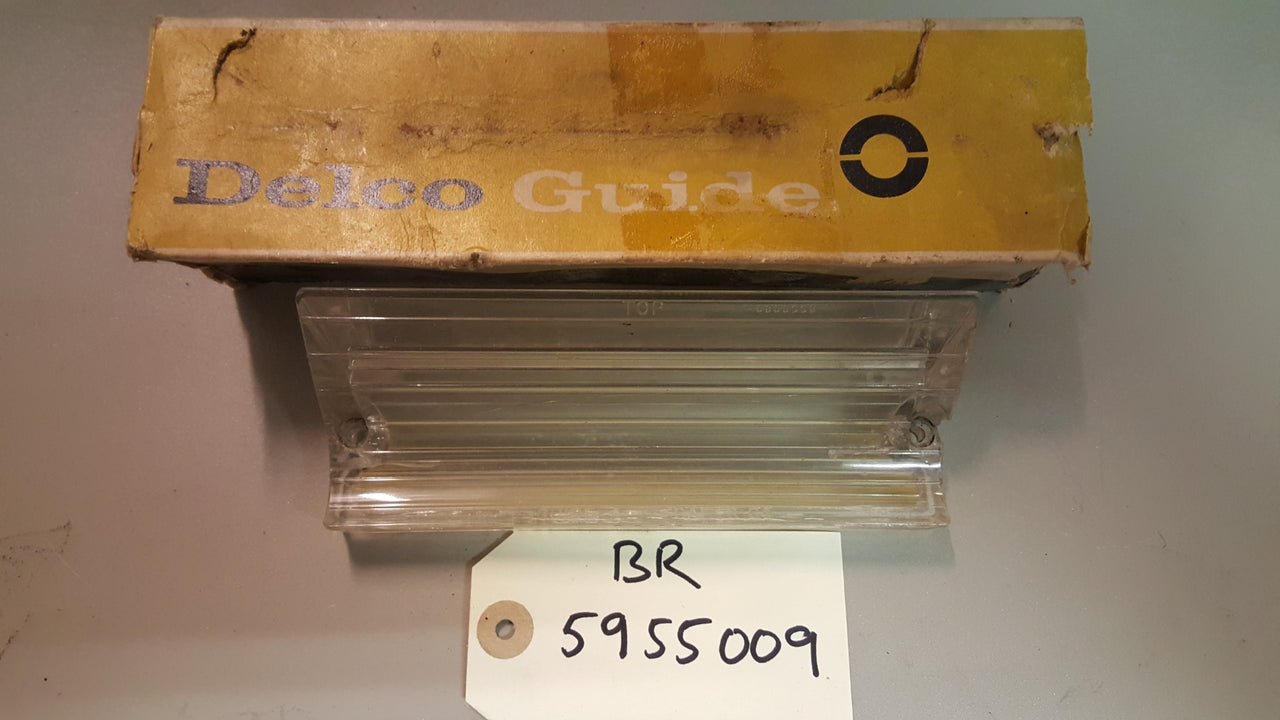 Delco Guide
TOP
BR
5955009